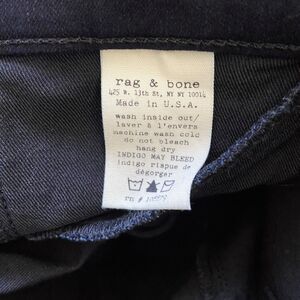 rag & bone
425 W. 13th St, NY NY 10014
Made in U.S.A.
wash inside out/
laver à l'envers
machine wash cold
do not bleach
hang dry
INDIGO MAY BLEED
indigo risque de
dégorger
rn #